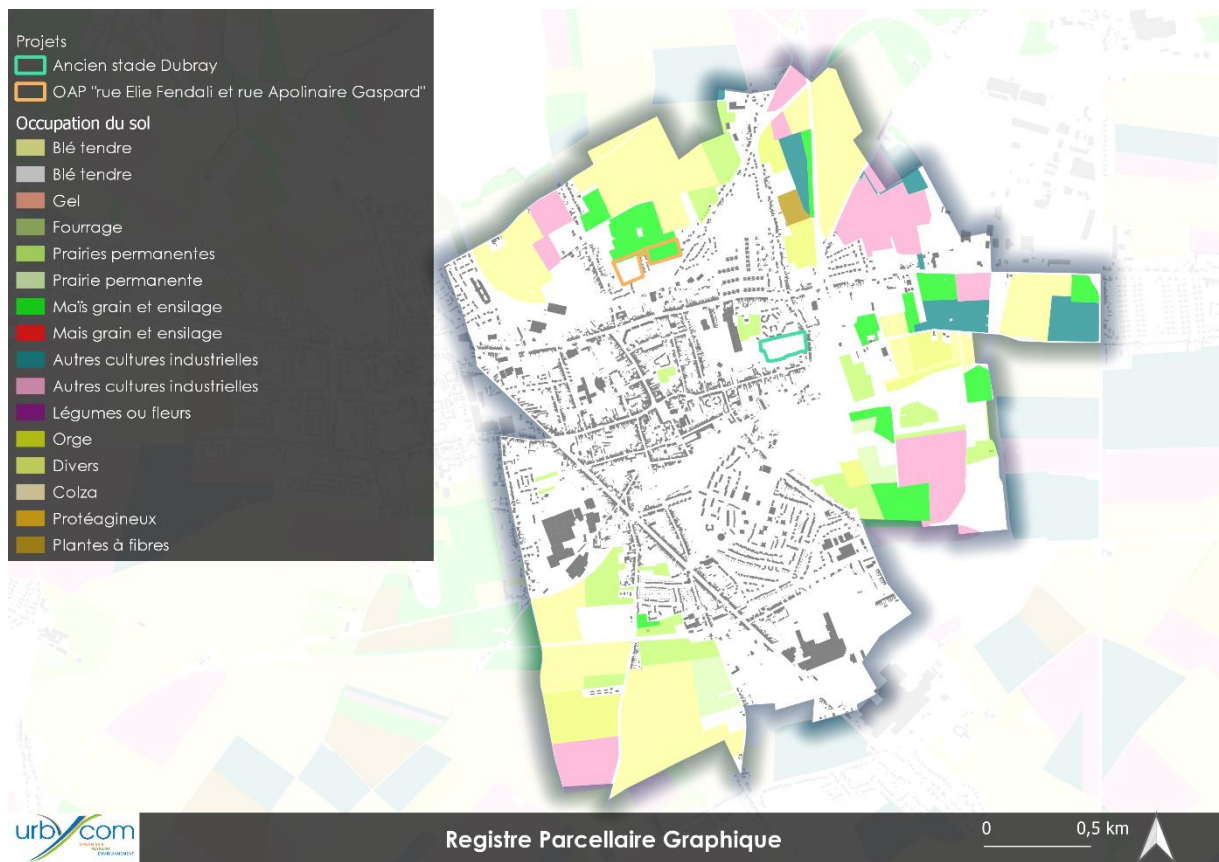 Projets
Ancien stade Dubray
OAP "rue Elie Fendali et rue Apolinaire Gaspard"
Occupation du sol
Blé tendre
Blé tendre
Gel
Fourrage
Prairies permanentes
Prairie permanente
Maïs grain et ensilage
Mais grain et ensilage
Autres cultures industrielles
Autres cultures industrielles
Légumes ou fleurs
Orge
Divers
Colza
Protéagineux
Plantes à fibres
urbycom
Registre Parcellaire Graphique
0 0,5 km